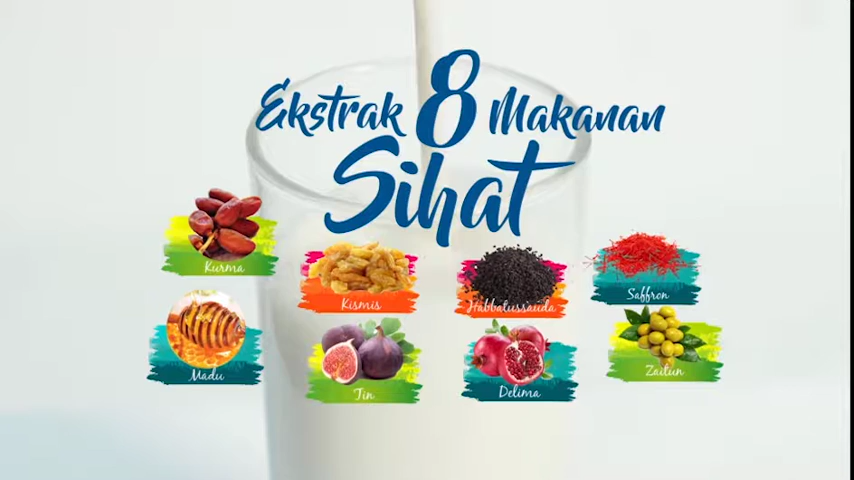 Ekstrak 8 Makanan
Sihat
Kurma
Kismis
Habbatussauda
Saffron
Madu
Tin
Delima
Zaitun